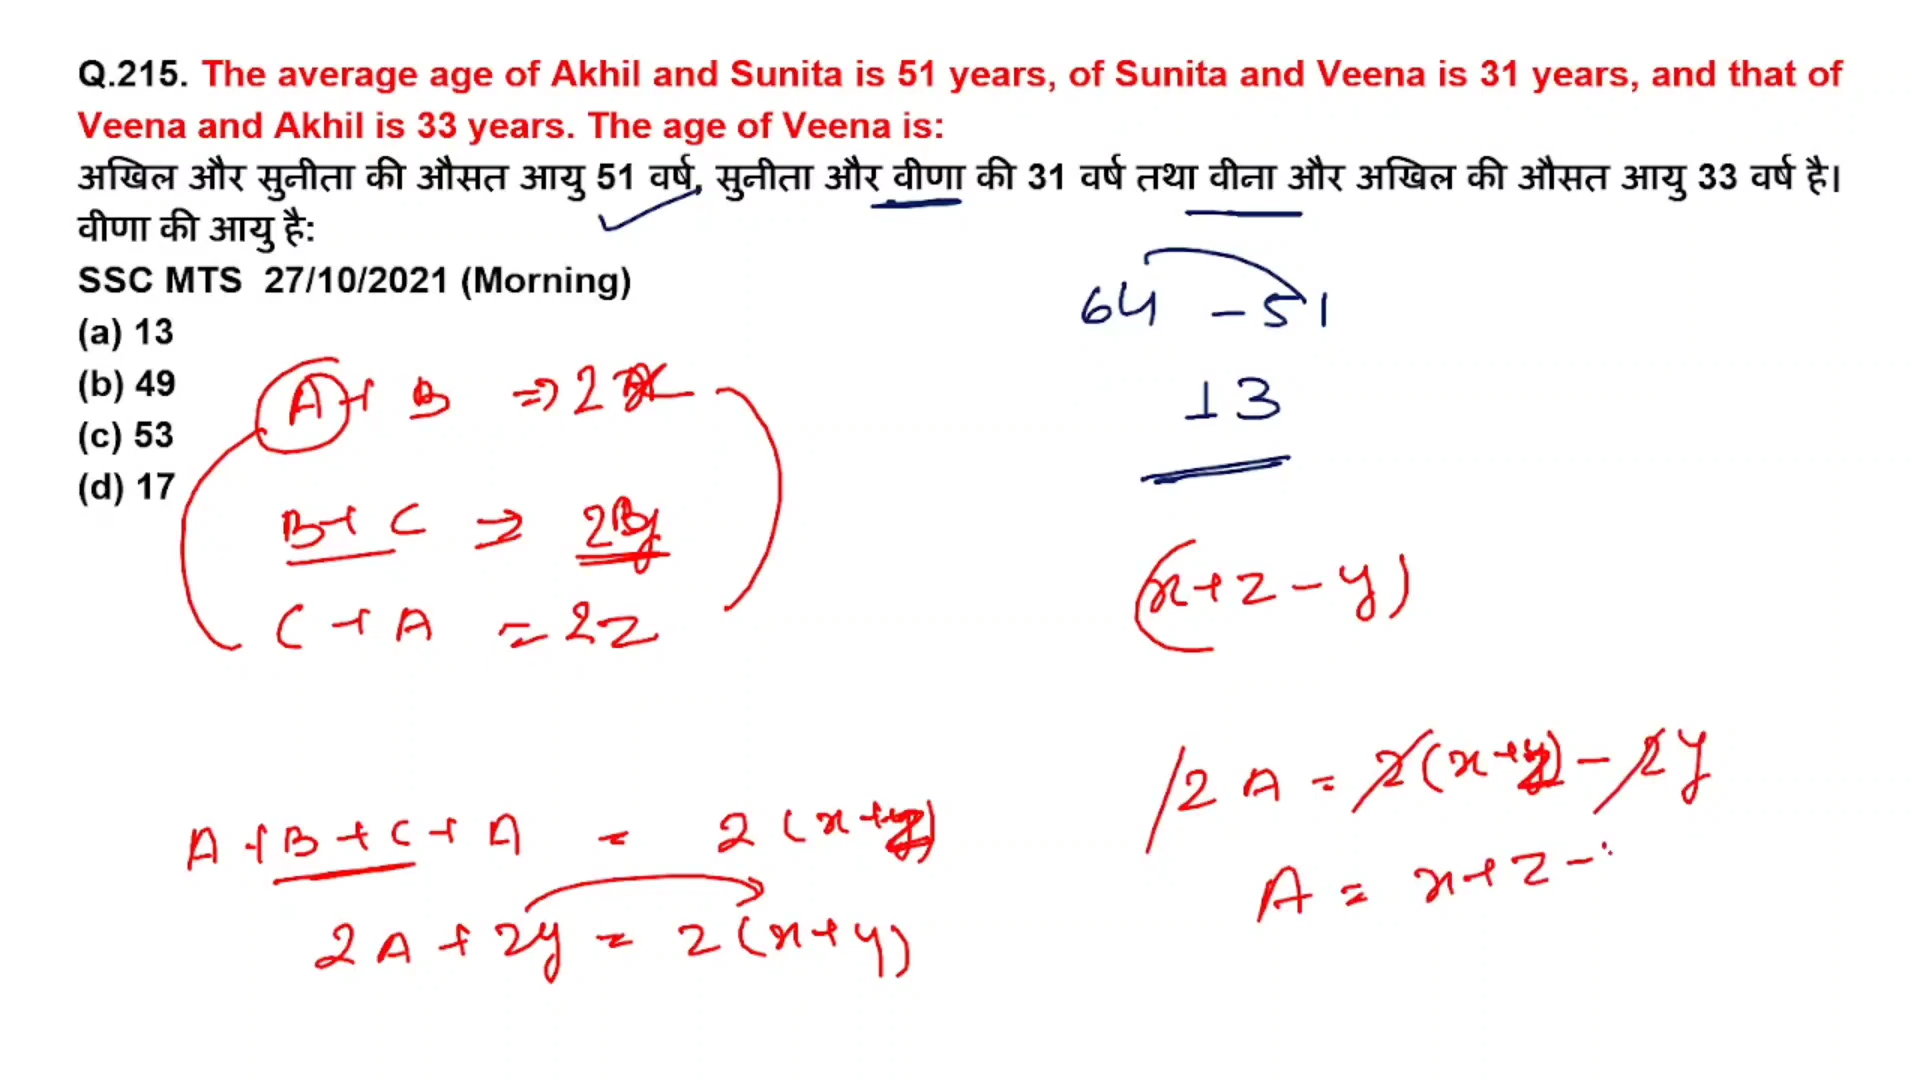 Q.215. The average age of Akhil and Sunita is 51 years, of Sunita and Veena is 31 years, and that of
Veena and Akhil is 33 years. The age of Veena is:
अखिल और सुनीता की औसत आयु 51 वर्ष, सुनीता और वीणा की 31 वर्ष तथा वीना और अखिल की औसत आयु 33 वर्ष है।
वीणा की आयु है:
SSC MTS 27/10/2021 (Morning)
(a) 13
(b) 49
(c) 53
(d) 17
64 - 51
13
A + B => 2x
B + C => 2y
C + A = 2z
(x+z-y)
A + B + C + A = 2(x+z)
2A + 2y = 2(x+y)
2A = 2(x+z) - 2y
A = x+z-